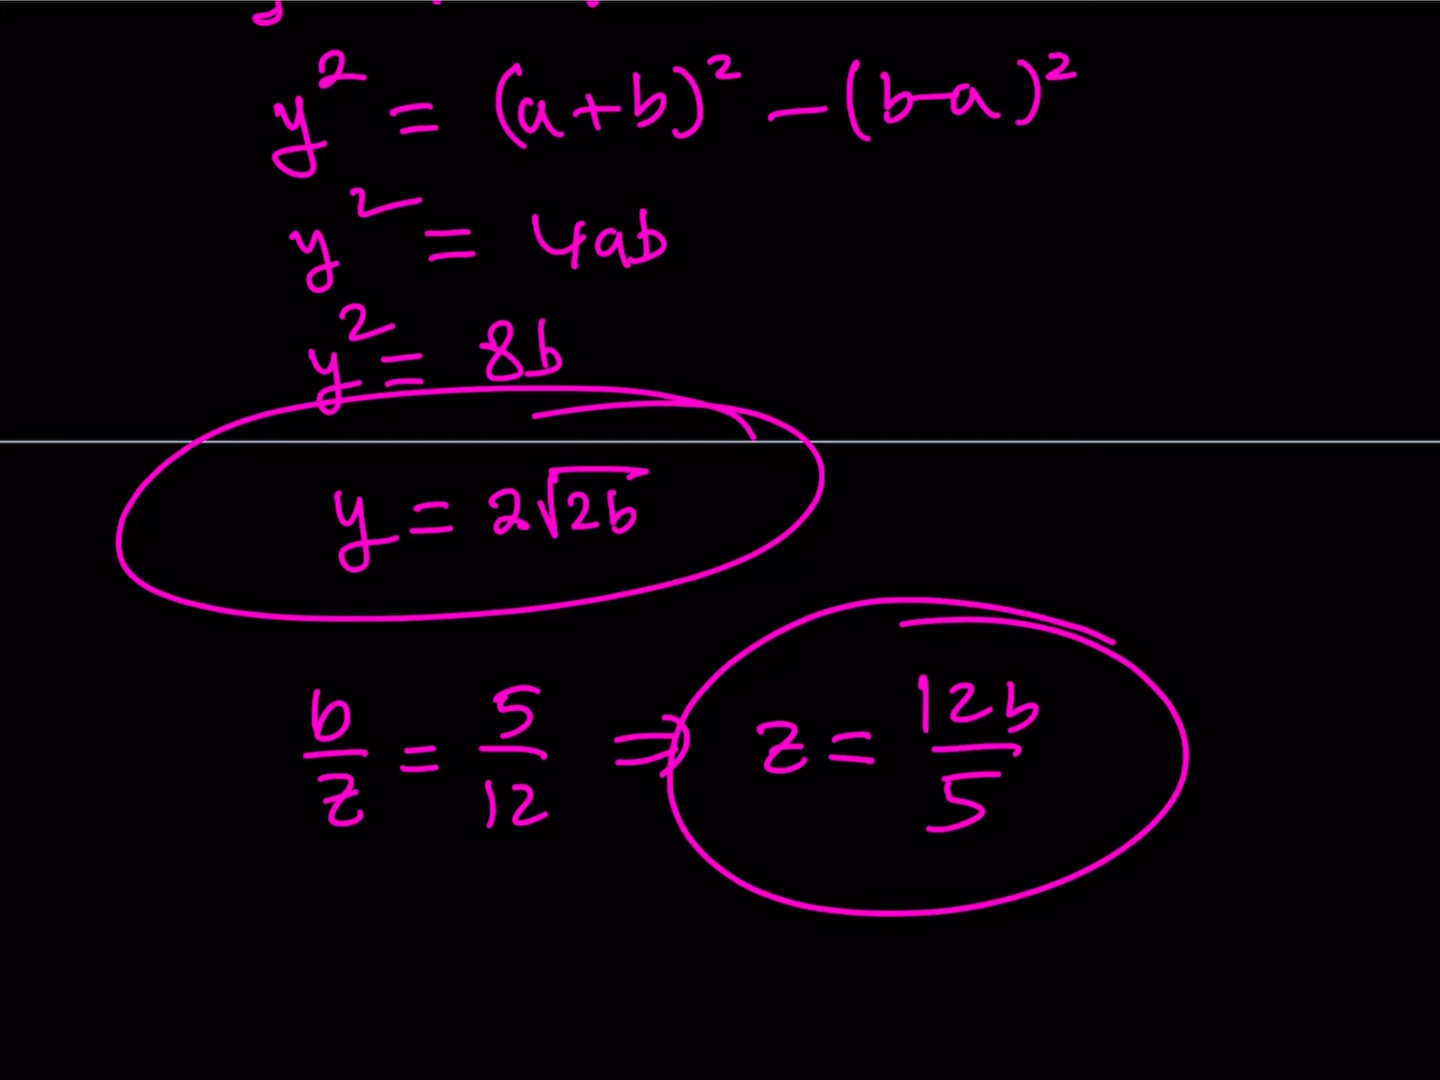 y² = (a+b)² - (b-a)²
y² = 4ab
y² = 8b
y = 2√2b
b/z = 5/12 ⇒ z = 12b/5